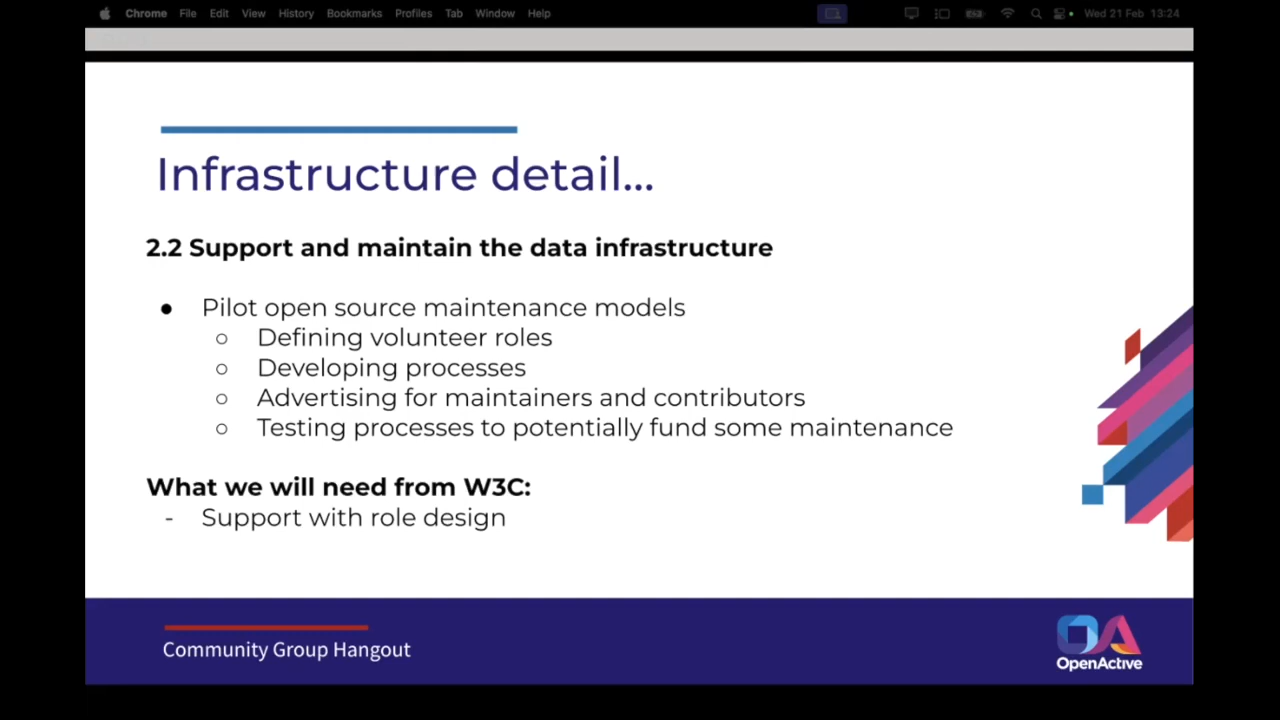 Chrome File Edit View History Bookmarks Profiles Tab Window Help Wed 21 Feb 13:24
Infrastructure detail...
2.2 Support and maintain the data infrastructure
● Pilot open source maintenance models
○ Defining volunteer roles
○ Developing processes
○ Advertising for maintainers and contributors
○ Testing processes to potentially fund some maintenance
What we will need from W3C:
- Support with role design
Community Group Hangout
OA
OpenActive